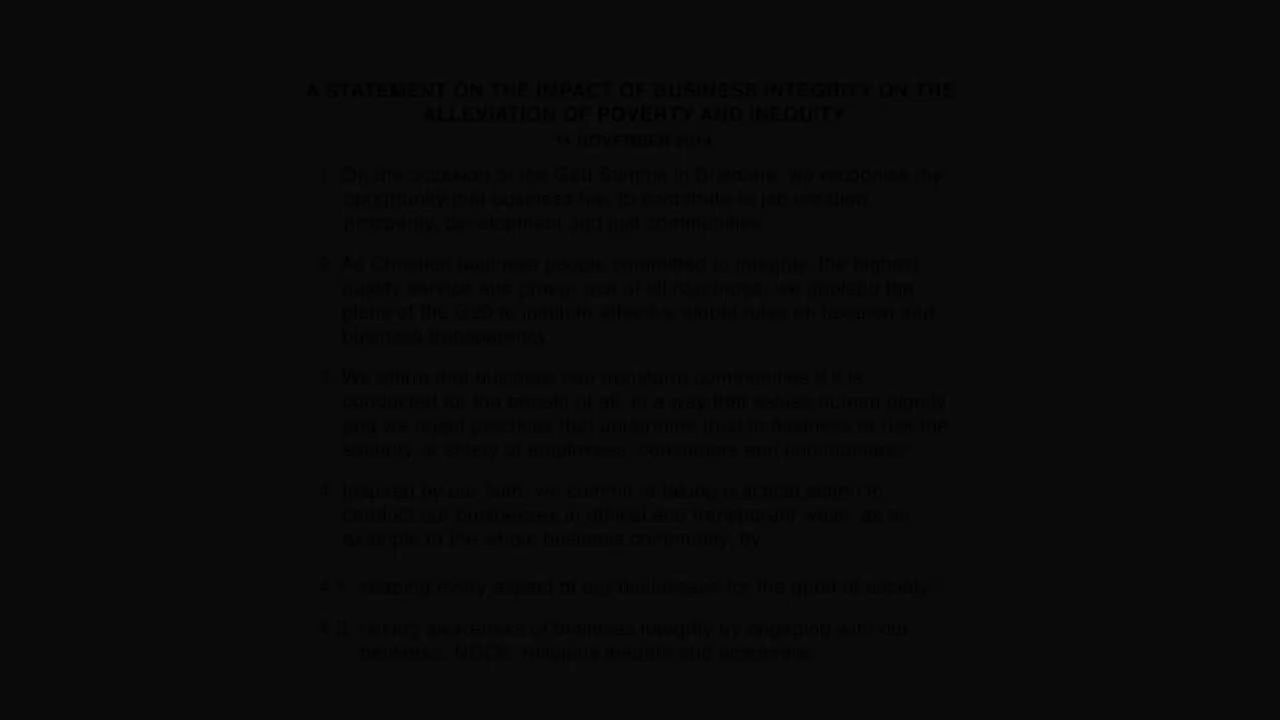 A STATEMENT ON THE IMPACT OF BUSINESS INTEGRITY ON THE
ALLEVIATION OF POVERTY AND INEQUITY
NOVEMBER 2014
1. On the occasion of the G20 Summit in Brisbane, we recognise the
opportunity that business has to contribute to job creation,
prosperity, development and just communities.
2. As Christian business people committed to integrity, the highest
quality service and proper use of all resources, we applaud the
plans of the G20 to institute effective global rules on taxation and
business transparency.
3. We affirm that business can transform communities if it is
conducted for the benefit of all, in a way that values human dignity
and we reject practices that undermine trust in business or risk the
security or safety of employees, consumers and communities.
4. Inspired by our faith, we commit to taking practical action to
conduct our businesses in ethical and transparent ways, as an
example to the whole business community, by
4.1. shaping every aspect of our businesses for the good of society
4.2. raising awareness of business integrity by engaging with our
networks, NGOs, religious and academia.